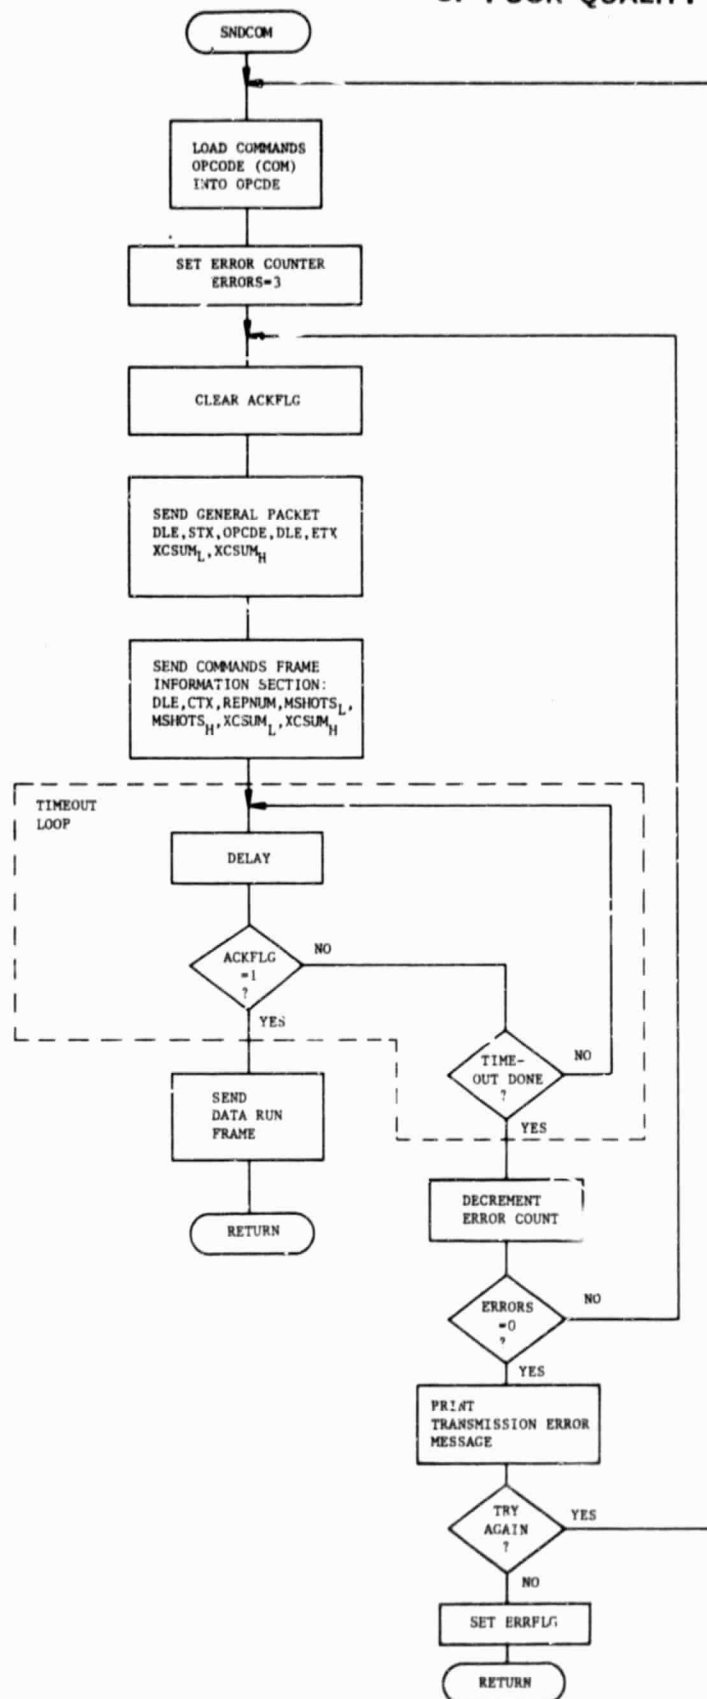 POOR QUALITY
SNDCOM
LOAD COMMANDS
OPCODE (COM)
INTO OPCDE
SET ERROR COUNTER
ERRORS=3
CLEAR ACKFLG
SEND GENERAL PACKET
DLE,STX,OPCDE,DLE,ETX
XCSUML,XCSUMH
SEND COMMANDS FRAME
INFORMATION SECTION:
DLE,CTX,REPNUM,MSHOTSL,
MSHOTSH,XCSUML,XCSUMH
TIMEOUT
LOOP
DELAY
ACKFLG
=1
?
NO
YES
TIME-
OUT DONE
?
NO
YES
SEND
DATA RUN
FRAME
RETURN
DECREMENT
ERROR COUNT
ERRORS
=0
?
NO
YES
PRINT
TRANSMISSION ERROR
MESSAGE
TRY
AGAIN
?
YES
NO
SET ERRFLG
RETURN